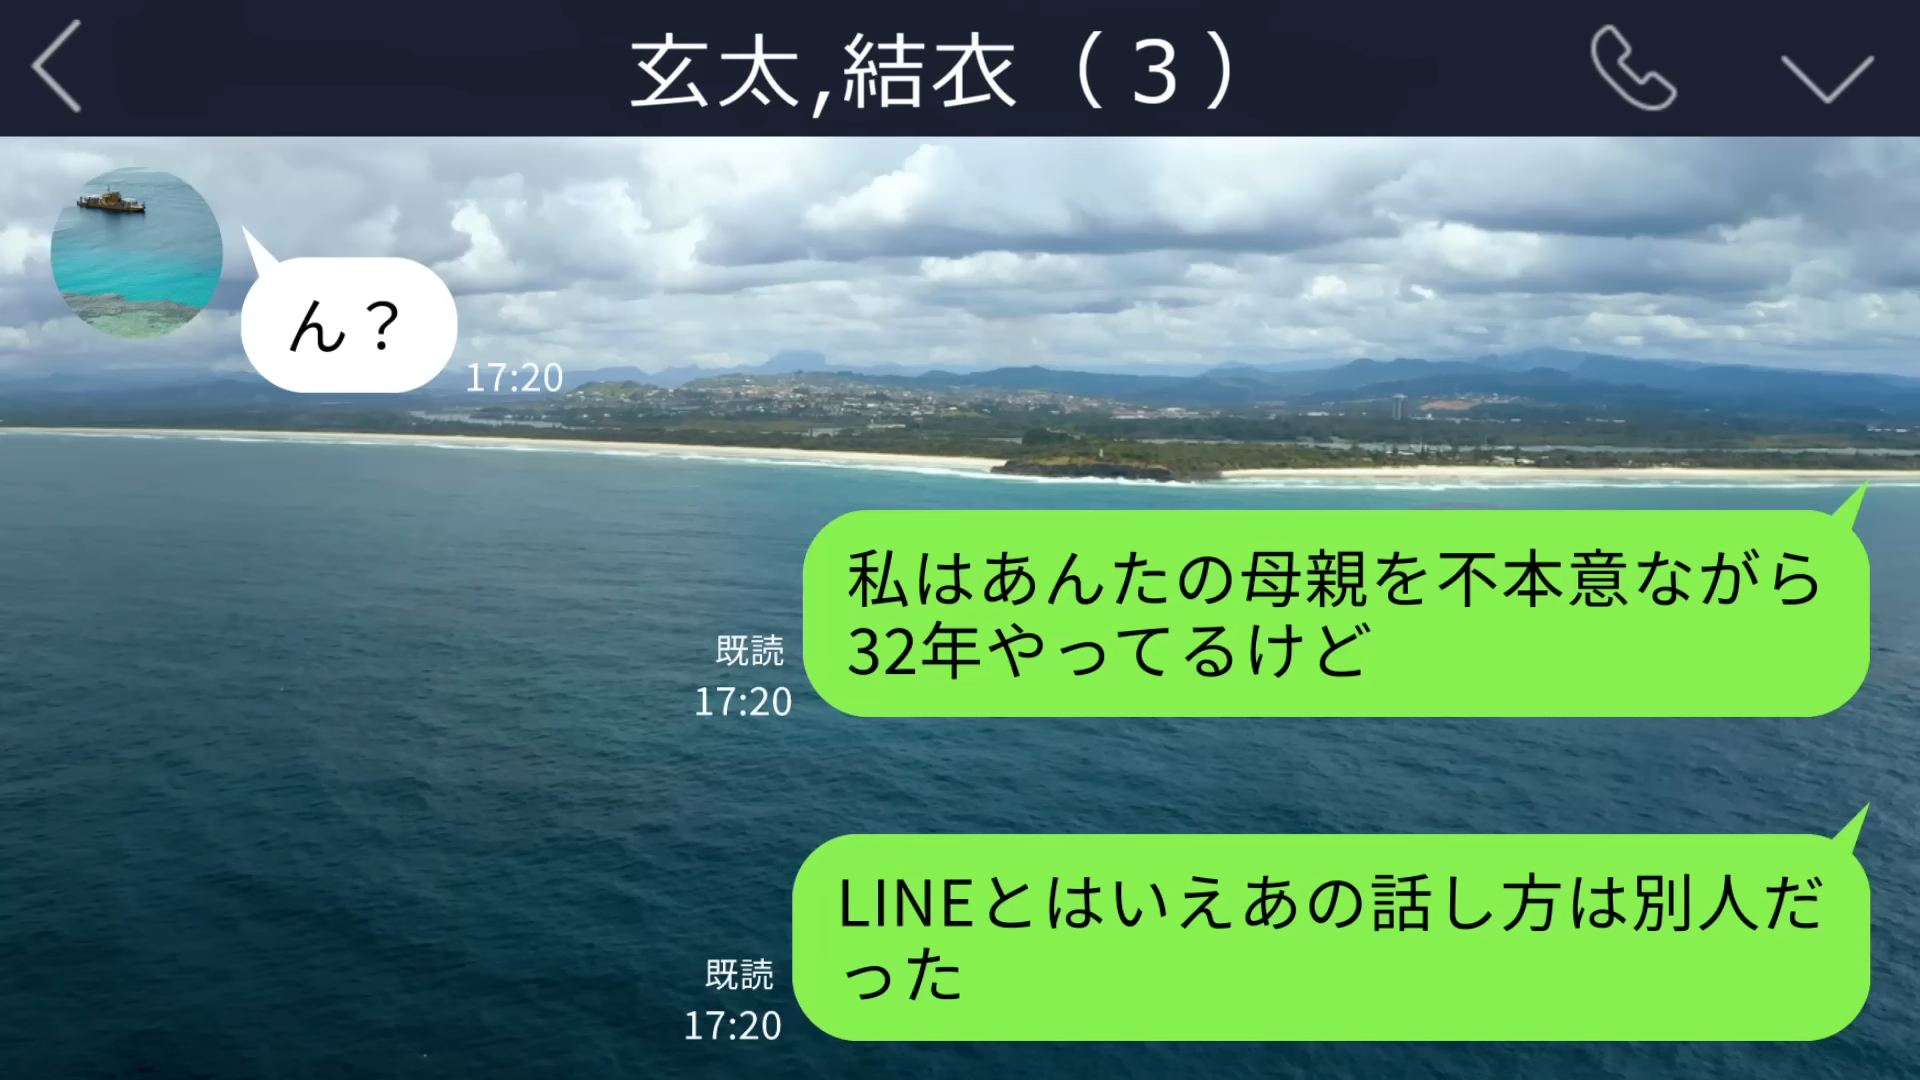 玄太,結衣（３）
ん？
17:20
私はあんたの母親を不本意ながら
32年やってるけど
既読
17:20
LINEとはいえあの話し方は別人だ
った
既読
17:20